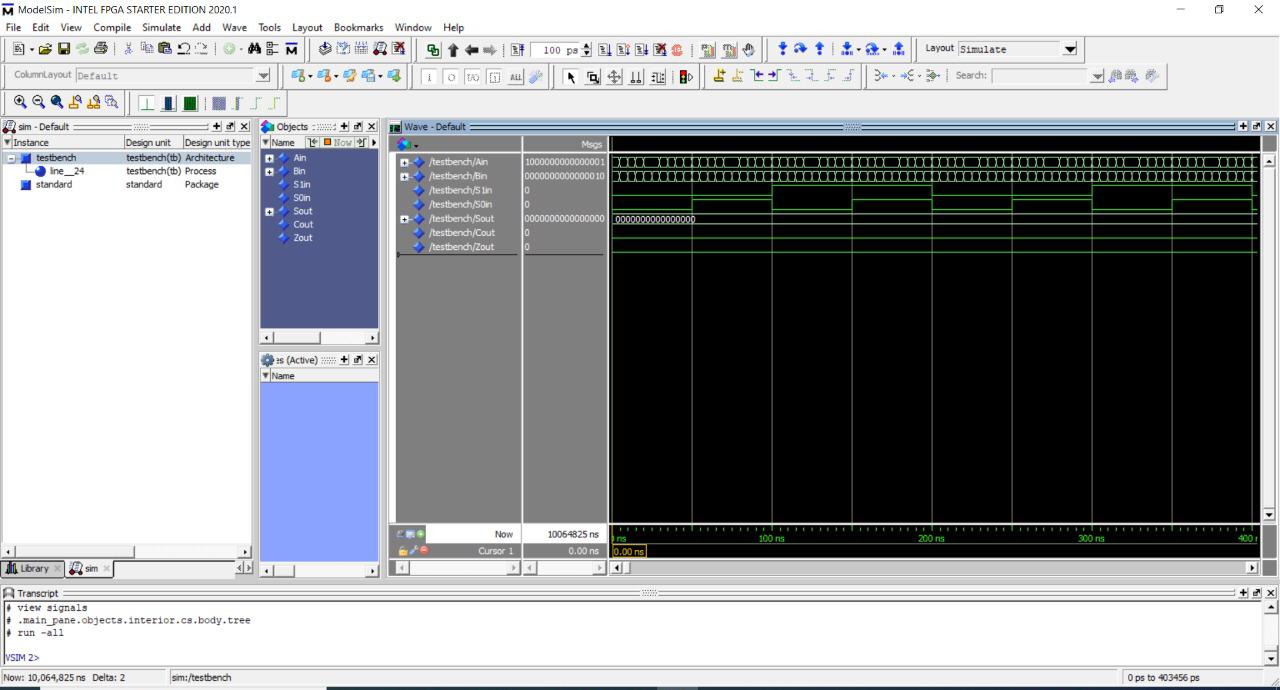 ModelSim - INTEL FPGA STARTER EDITION 2020.1
File Edit View Compile Simulate Add Wave Tools Layout Bookmarks Window Help
100 ps
Layout Simulate
ColumnLayout Default
ALL
Search:
sim - Default
Instance Design unit Design unit type
testbench testbench(tb) Architecture
line__24 testbench(tb) Process
standard standard Package
Library sim
Objects
Name Now
Ain
Bin
S1in
S0in
Sout
Cout
Zout
es (Active)
Name
Wave - Default
Msgs
/testbench/Ain 1000000000000001
/testbench/Bin 0000000000000010
/testbench/S1in 0
/testbench/S0in 0
/testbench/Sout 0000000000000000 0000000000000000
/testbench/Cout 0
/testbench/Zout 0
Now 10064825 ns ns 100 ns 200 ns 300 ns 400
Cursor 1 0.00 ns 0.00 ns
Transcript
# view signals
# .main_pane.objects.interior.cs.body.tree
# run -all
VSIM 2>
Now: 10,064,825 ns Delta: 2 sim:/testbench 0 ps to 403456 ps